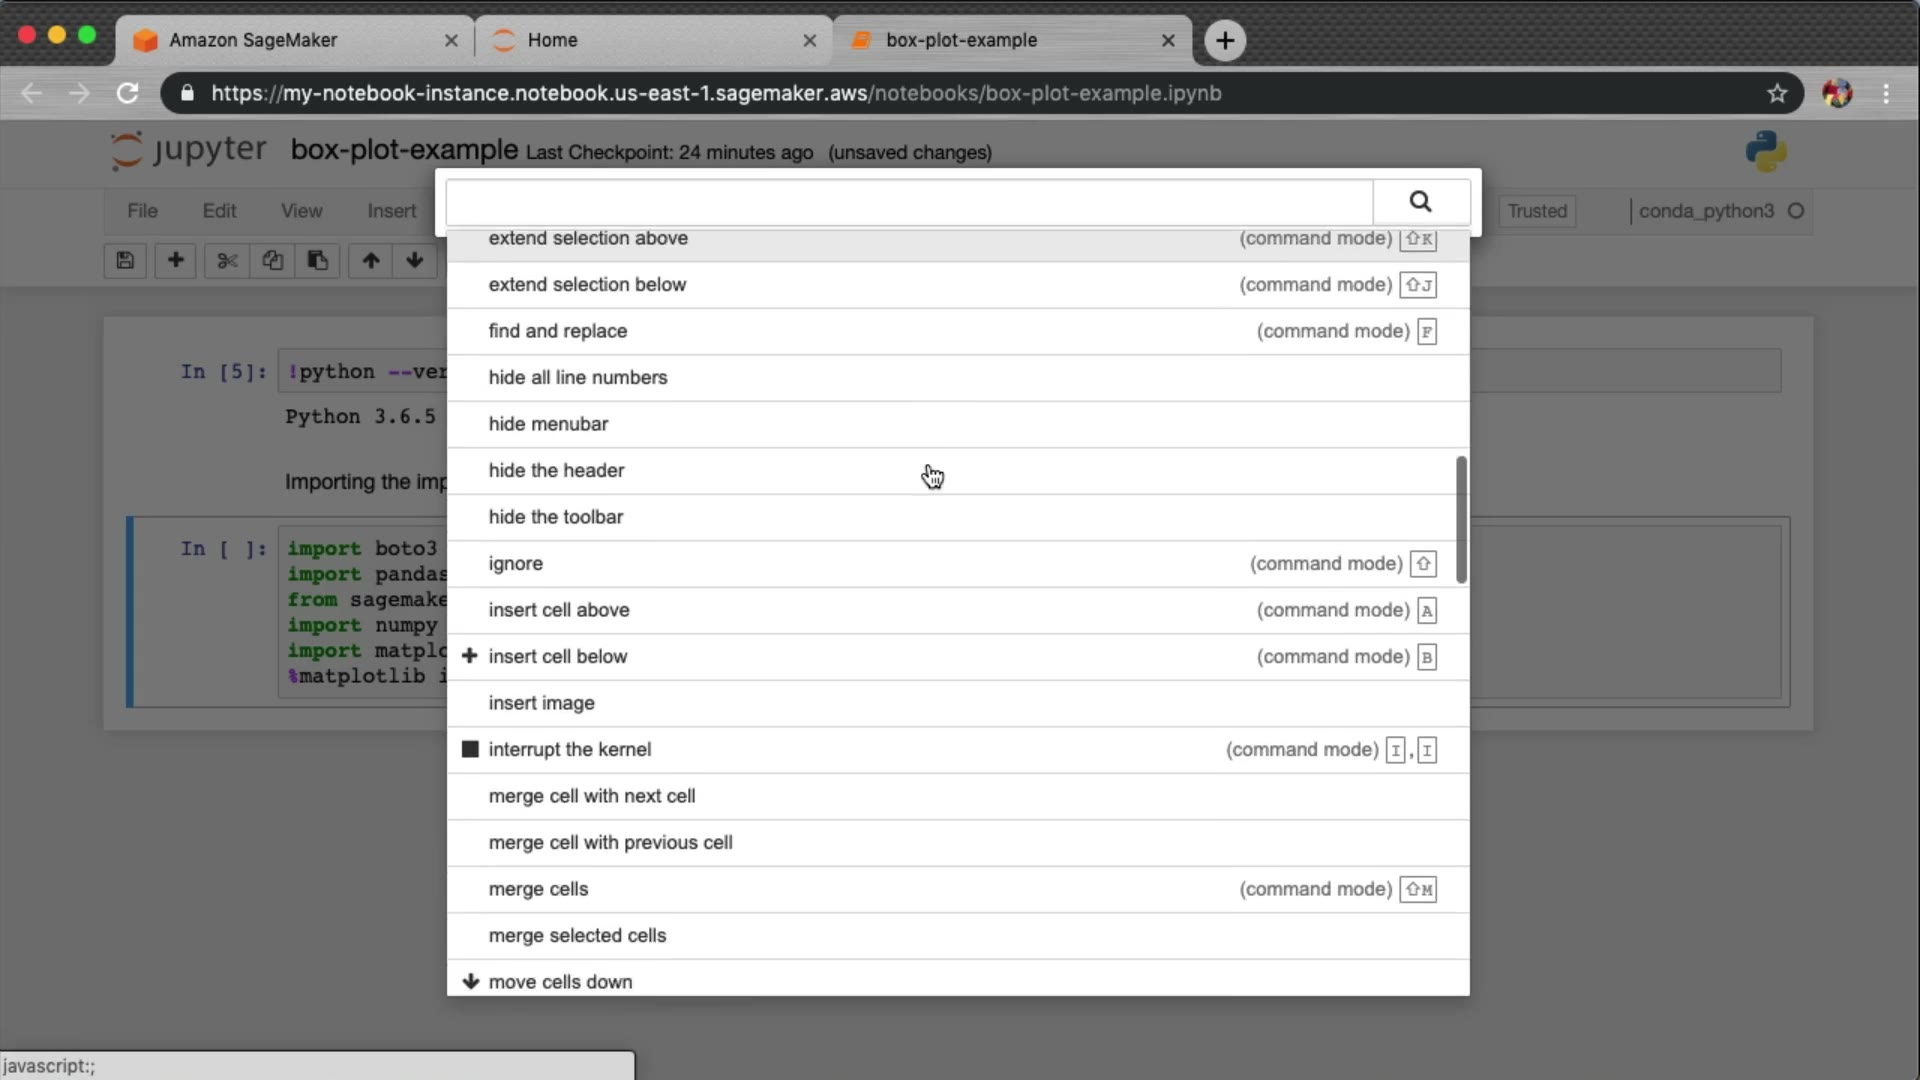 Amazon SageMaker
Home
box-plot-example
https://my-notebook-instance.notebook.us-east-1.sagemaker.aws/notebooks/box-plot-example.ipynb
jupyter box-plot-example Last Checkpoint: 24 minutes ago (unsaved changes)
File Edit View Insert
Trusted conda_python3
extend selection above (command mode) ⇧K
extend selection below (command mode) ⇧J
find and replace (command mode) F
hide all line numbers
In [5]: !python --ver
hide menubar
Python 3.6.5
hide the header
Importing the imp
hide the toolbar
In [ ]: import boto3
import pandas
from sagemake
import numpy
import matplo
%matplotlib i
ignore (command mode) ⇧
insert cell above (command mode) A
insert cell below (command mode) B
insert image
interrupt the kernel (command mode) I,I
merge cell with next cell
merge cell with previous cell
merge cells (command mode) ⇧M
merge selected cells
move cells down
javascript:;